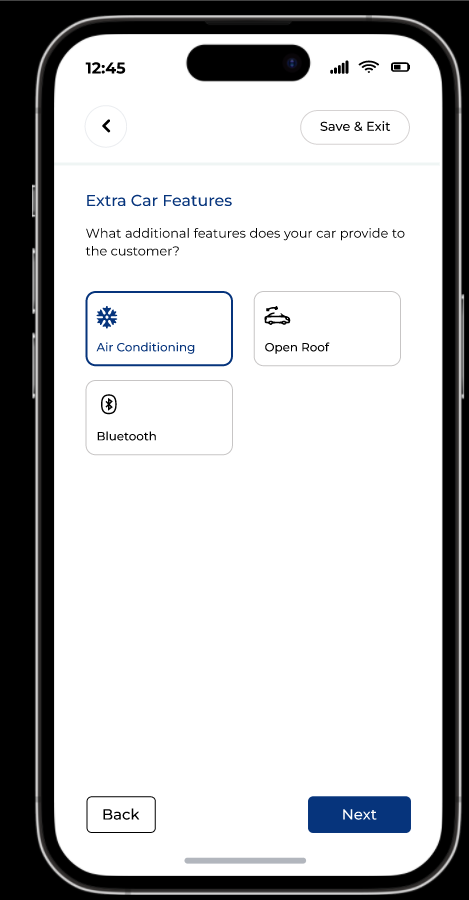 12:45
Save & Exit
Extra Car Features
What additional features does your car provide to
the customer?
Air Conditioning
Open Roof
Bluetooth
Back
Next